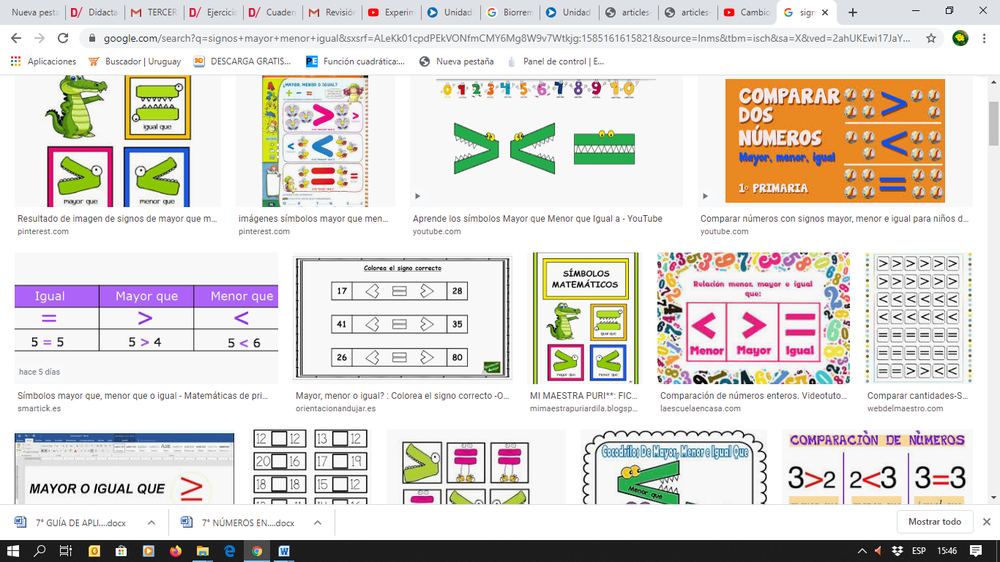 Nueva pesta
Didacta
TERCER
Ejercicio
Cuaden
Revisión
Experim
Unidad
Biorrem
Unidad
articles-
articles-
Cambio
sign
google.com/search?q=signos+mayor+menor+igual&sxsrf=ALeKk01cpdPEkVONfmCMY6Mg8W9v7Wtkjg:1585161615821&source=lnms&tbm=isch&sa=X&ved=2ahUKEwi17JaY...
Aplicaciones
Buscador | Uruguay
DESCARGA GRATIS...
Función cuadrática:...
Nueva pestaña
Panel de control | E...
igual que
mayor que
menor que
¿MAYOR, MENOR O IGUAL?
+ - =
>
<
=
0 1 2 3 4 5 6 7 8 9 10
COMPARAR
DOS
NÚMEROS
Mayor, menor, igual
1º PRIMARIA
>
<
=
Resultado de imagen de signos de mayor que m...
pinterest.com
imágenes símbolos mayor que men...
pinterest.com
Aprende los símbolos Mayor que Menor que Igual a - YouTube
youtube.com
Comparar números con signos mayor, menor e igual para niños d...
youtube.com
Igual Mayor que Menor que
= > <
5 = 5 5 > 4 5 < 6
hace 5 días
Colorea el signo correcto
17 < = > 28
41 < = > 35
26 < = > 80
SÍMBOLOS
MATEMÁTICOS
igual que
mayor que
menor que
Relación menor, mayor e igual
que:
< > =
Menor Mayor Igual
> > > > > >
> > > > > >
< < < < < <
< < < < < <
= = = = = =
= = = = = =
= = > > < <
Símbolos mayor que, menor que o igual - Matemáticas de pri...
smartick.es
Mayor, menor o igual? : Colorea el signo correcto -O...
orientacionandujar.es
MI MAESTRA PURI**: FIC...
mimaestrapuriardila.blogsp...
Comparación de números enteros. Videotuto...
laescuelaencasa.com
Comparar cantidades-S...
webdelmaestro.com
MAYOR O IGUAL QUE ≥
12 12 13 12
20 16 17 19
18 18 15 12
Cocodrilos De Mayor, Menor e Igual Que
Menor que
COMPARACIÒN DE NÙMEROS
3>2 2<3 3=3
7° GUÍA DE APLI....docx
7° NÚMEROS EN....docx
Mostrar todo
ESP
15:46